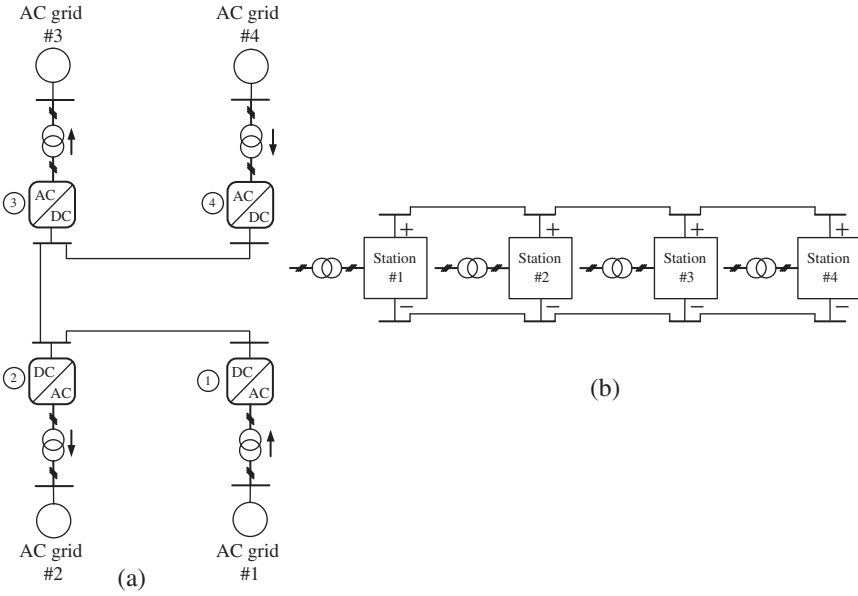 AC grid
#3
AC grid
#4
3
AC
DC
4
AC
DC
2
DC
AC
1
DC
AC
AC grid
#2
AC grid
#1
(a)
+
+
+
+
Station
#1
Station
#2
Station
#3
Station
#4
−
−
−
−
(b)